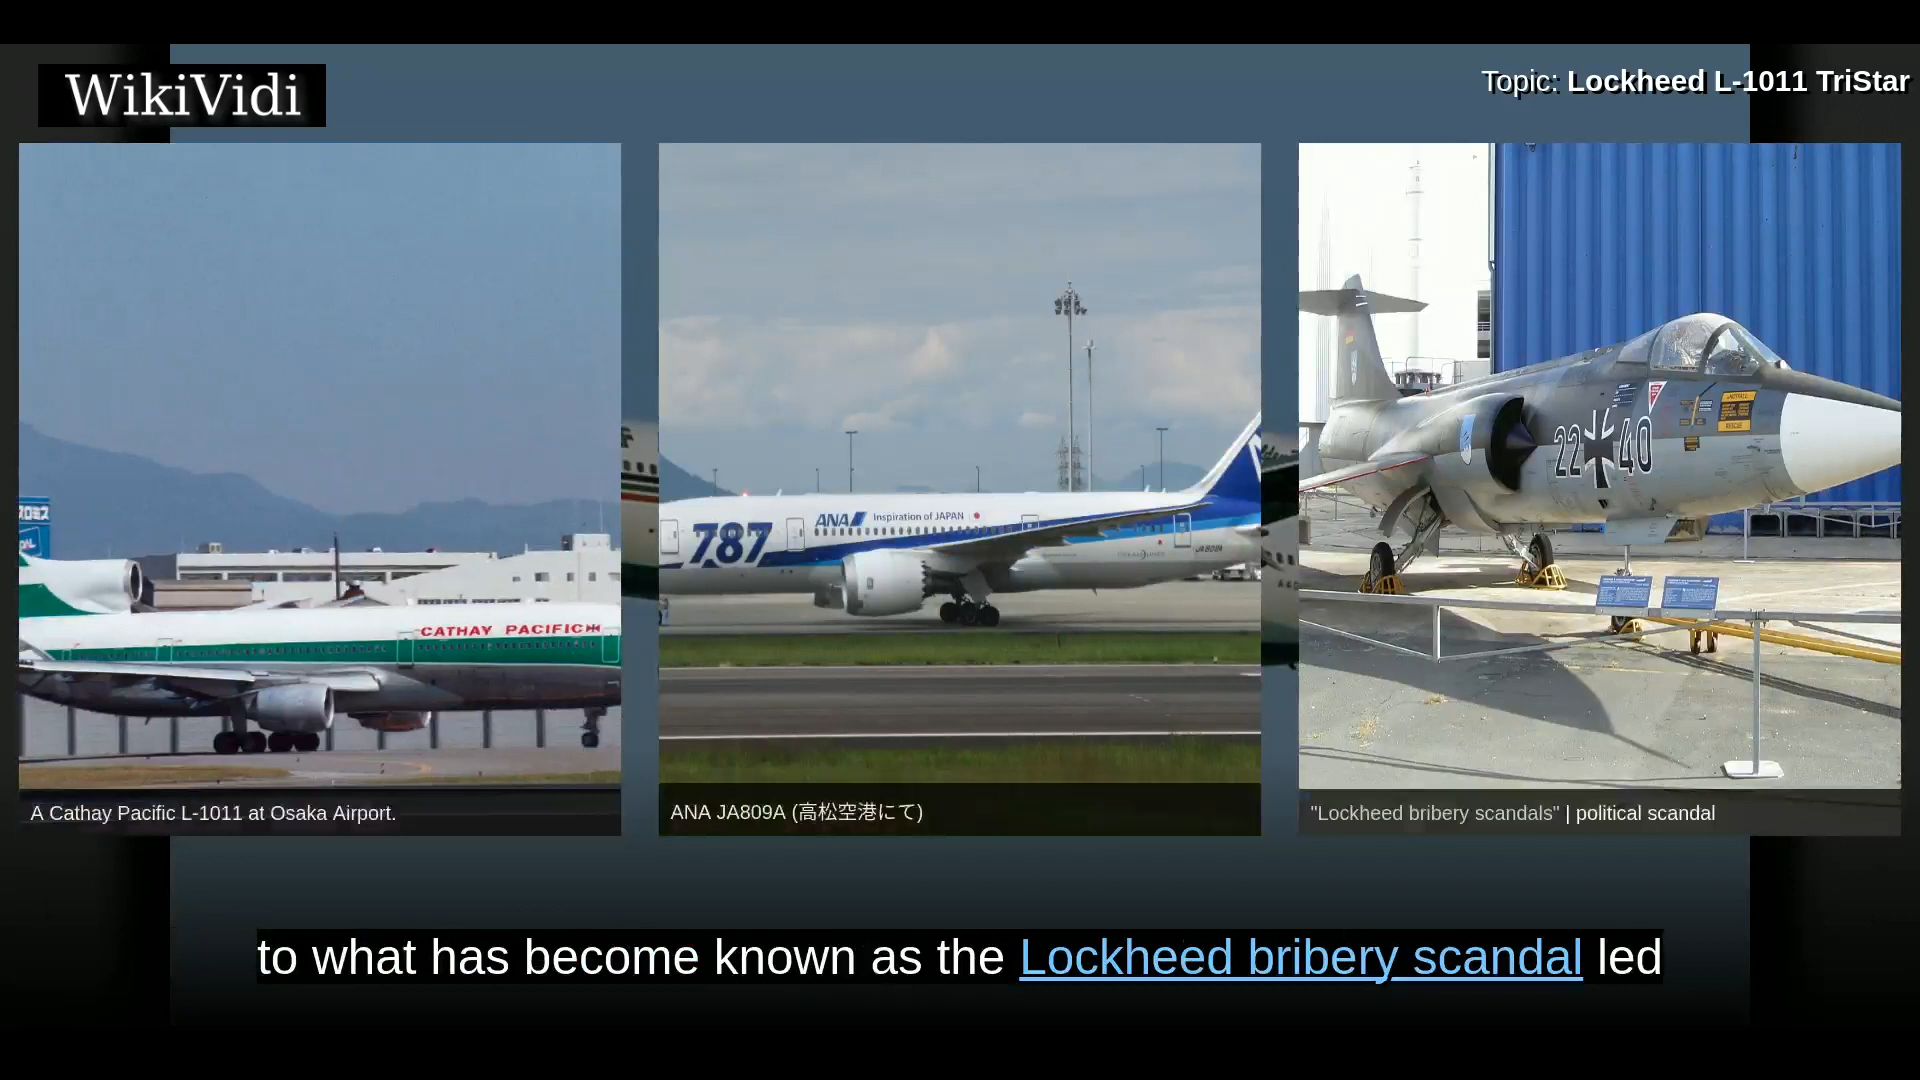 WikiVidi
Topic: Lockheed L-1011 TriStar
CATHAY PACIFIC
787
ANA Inspiration of JAPAN
JA809A
22 40
RESCUE
A Cathay Pacific L-1011 at Osaka Airport.
ANA JA809A (高松空港にて)
"Lockheed bribery scandals" | political scandal
to what has become known as the Lockheed bribery scandal led